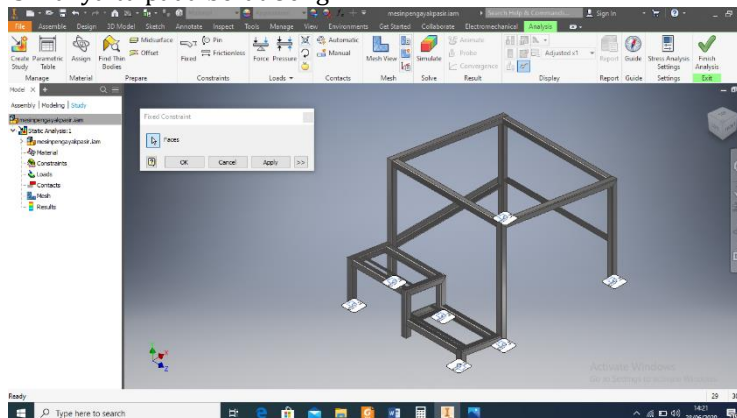 mesinpengayakpasir.iam
Search Help & Commands...
Sign In
File Assemble Design 3D Model Sketch Annotate Inspect Tools Manage View Environments Get Started Collaborate Electromechanical Analysis
Create Study
Parametric Table
Assign
Find Thin Bodies
Midsurface
Offset
Fixed
Pin
Frictionless
Force
Pressure
Automatic
Manual
Mesh View
Simulate
Animate
Probe
Convergence
Adjusted x1
Report
Guide
Stress Analysis Settings
Finish Analysis
Manage Material Prepare Constraints Loads Contacts Mesh Solve Result Display Report Guide Settings Exit
Model X +
Assembly | Modeling | Study
mesinpengayakpasir.iam
Static Analysis:1
mesinpengayakpasir.iam
Material
Constraints
Loads
Contacts
Mesh
Results
Fixed Constraint
Faces
OK Cancel Apply >>
Activate Windows
Ready
29
Type here to search
14:21